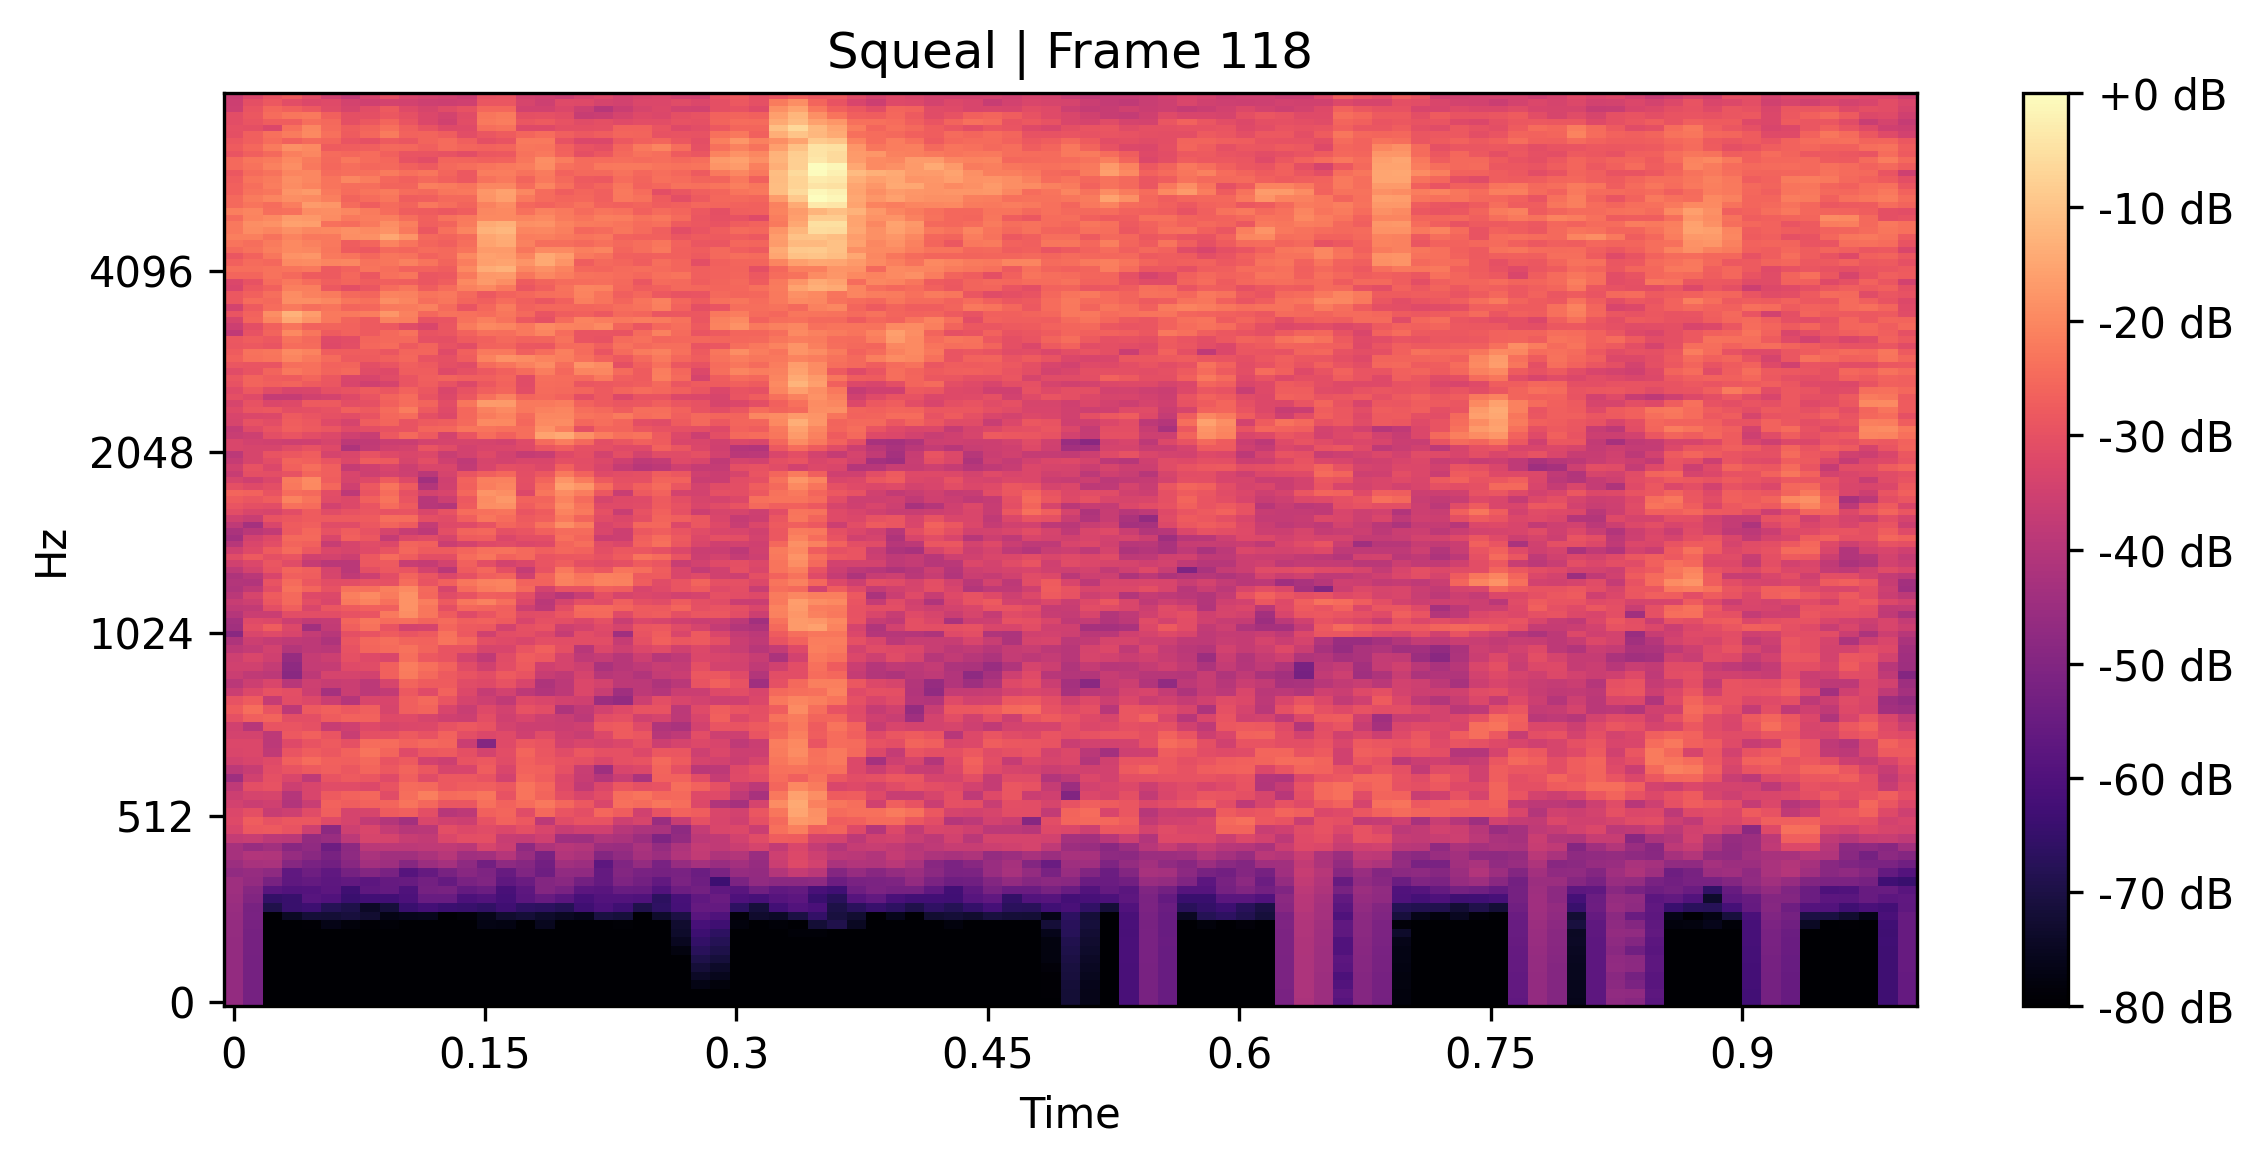 Squeal | Frame 118
+0 dB
-10 dB
-20 dB
-30 dB
-40 dB
-50 dB
-60 dB
-70 dB
-80 dB
Hz
4096
2048
1024
512
0
0 0.15 0.3 0.45 0.6 0.75 0.9
Time